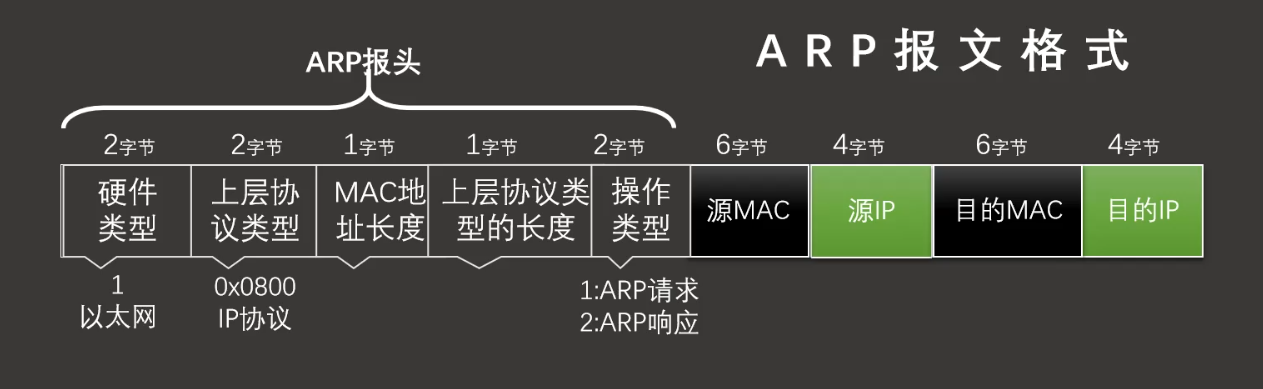 ARP报文格式
ARP报头
2字节 2字节 1字节 1字节 2字节 6字节 4字节 6字节 4字节
硬件
类型
上层协
议类型
MAC地
址长度
上层协议类
型的长度
操作
类型
源MAC
源IP
目的MAC
目的IP
1
以太网
0x0800
IP协议
1:ARP请求
2:ARP响应